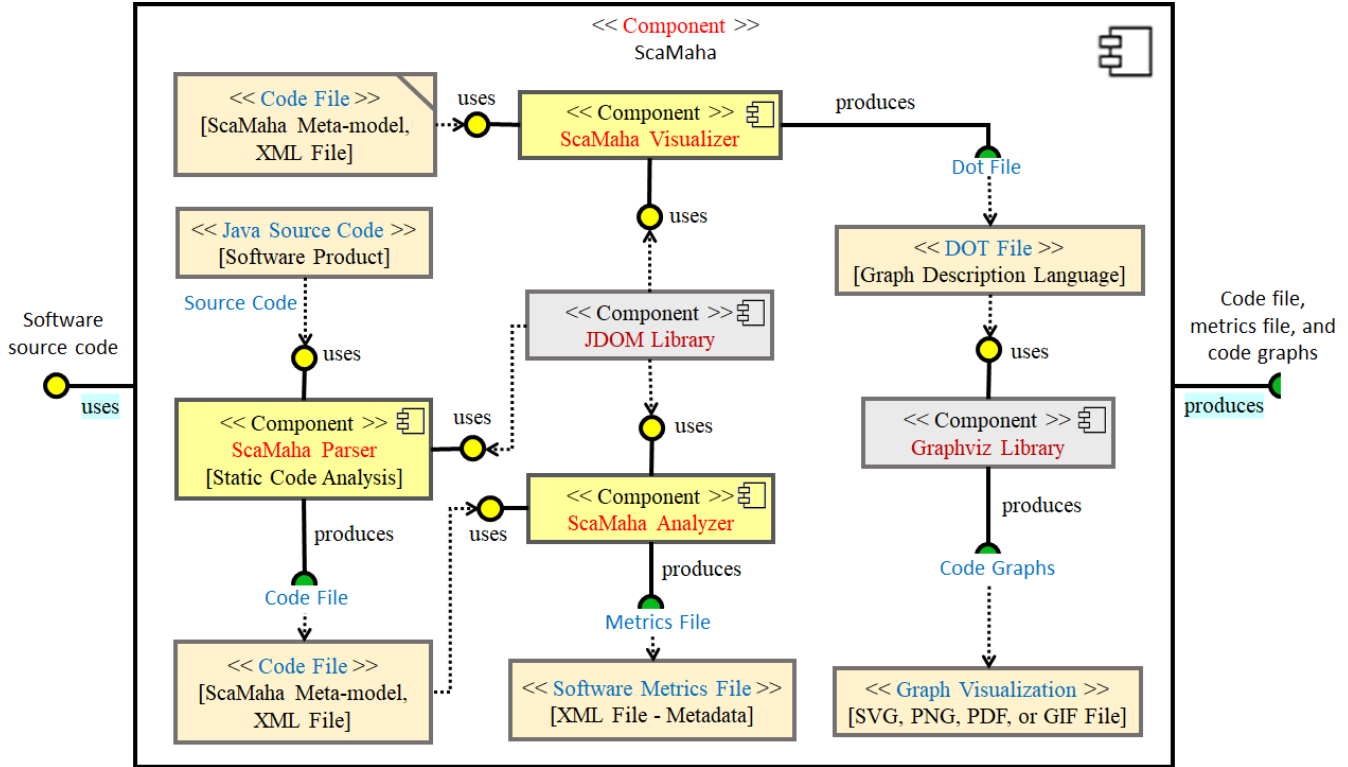 << Component >>
ScaMaha
<< Code File >>
[ScaMaha Meta-model,
XML File]
uses
<< Component >>
ScaMaha Visualizer
produces
Dot File
<< Java Source Code >>
[Software Product]
uses
<< DOT File >>
[Graph Description Language]
Source Code
<< Component >>
JDOM Library
Software
source code
uses
uses
uses
Code file,
metrics file, and
code graphs
produces
<< Component >>
ScaMaha Parser
[Static Code Analysis]
uses
uses
<< Component >>
Graphviz Library
<< Component >>
ScaMaha Analyzer
uses
produces
produces
produces
Code File
Code Graphs
Metrics File
<< Code File >>
[ScaMaha Meta-model,
XML File]
<< Software Metrics File >>
[XML File - Metadata]
<< Graph Visualization >>
[SVG, PNG, PDF, or GIF File]